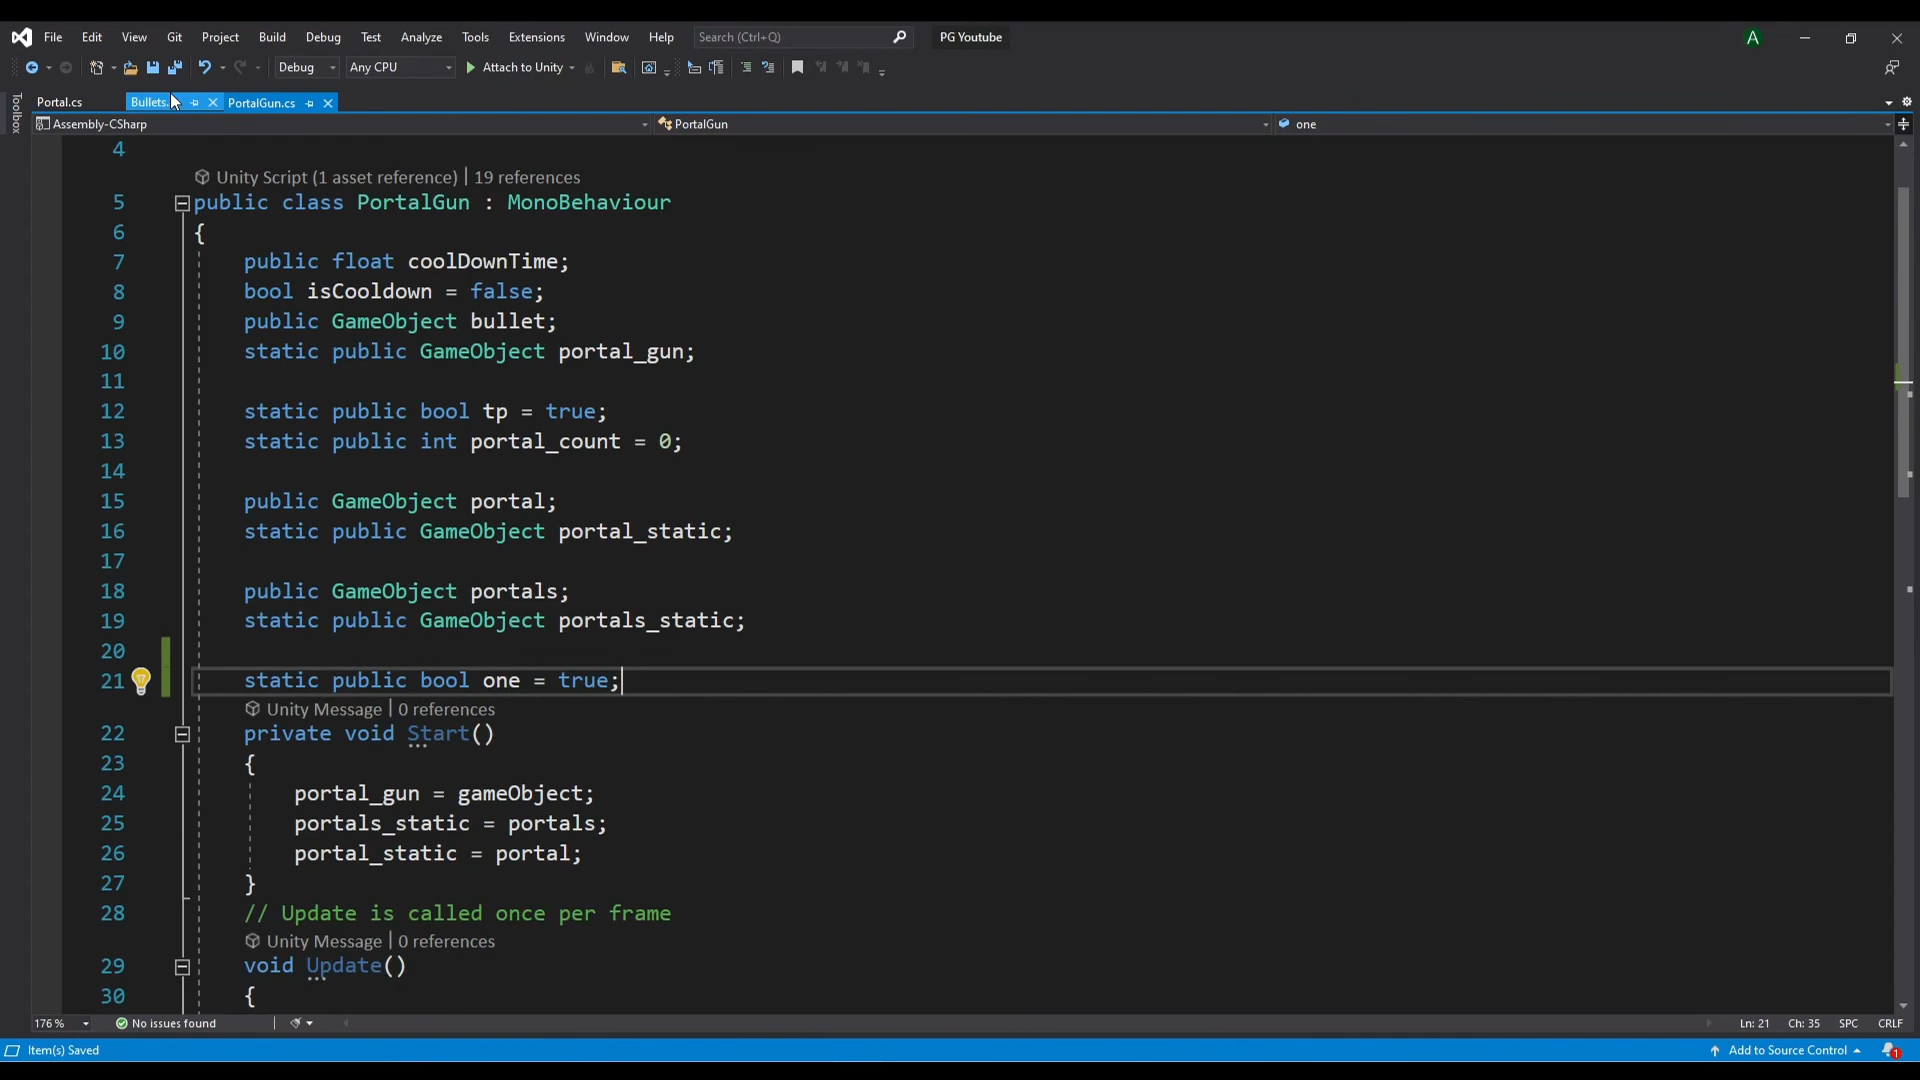 File Edit View Git Project Build Debug Test Analyze Tools Extensions Window Help Search (Ctrl+Q) PG Youtube A
Debug Any CPU Attach to Unity
Portal.cs Bullets. PortalGun.cs
Toolbox
Assembly-CSharp PortalGun one
4
Unity Script (1 asset reference) | 19 references
5 public class PortalGun : MonoBehaviour
6 {
7 public float coolDownTime;
8 bool isCooldown = false;
9 public GameObject bullet;
10 static public GameObject portal_gun;
11
12 static public bool tp = true;
13 static public int portal_count = 0;
14
15 public GameObject portal;
16 static public GameObject portal_static;
17
18 public GameObject portals;
19 static public GameObject portals_static;
20
21 static public bool one = true;
Unity Message | 0 references
22 private void Start()
23 {
24 portal_gun = gameObject;
25 portals_static = portals;
26 portal_static = portal;
27 }
28 // Update is called once per frame
Unity Message | 0 references
29 void Update()
30 {
176 % No issues found Ln: 21 Ch: 35 SPC CRLF
Item(s) Saved Add to Source Control 1